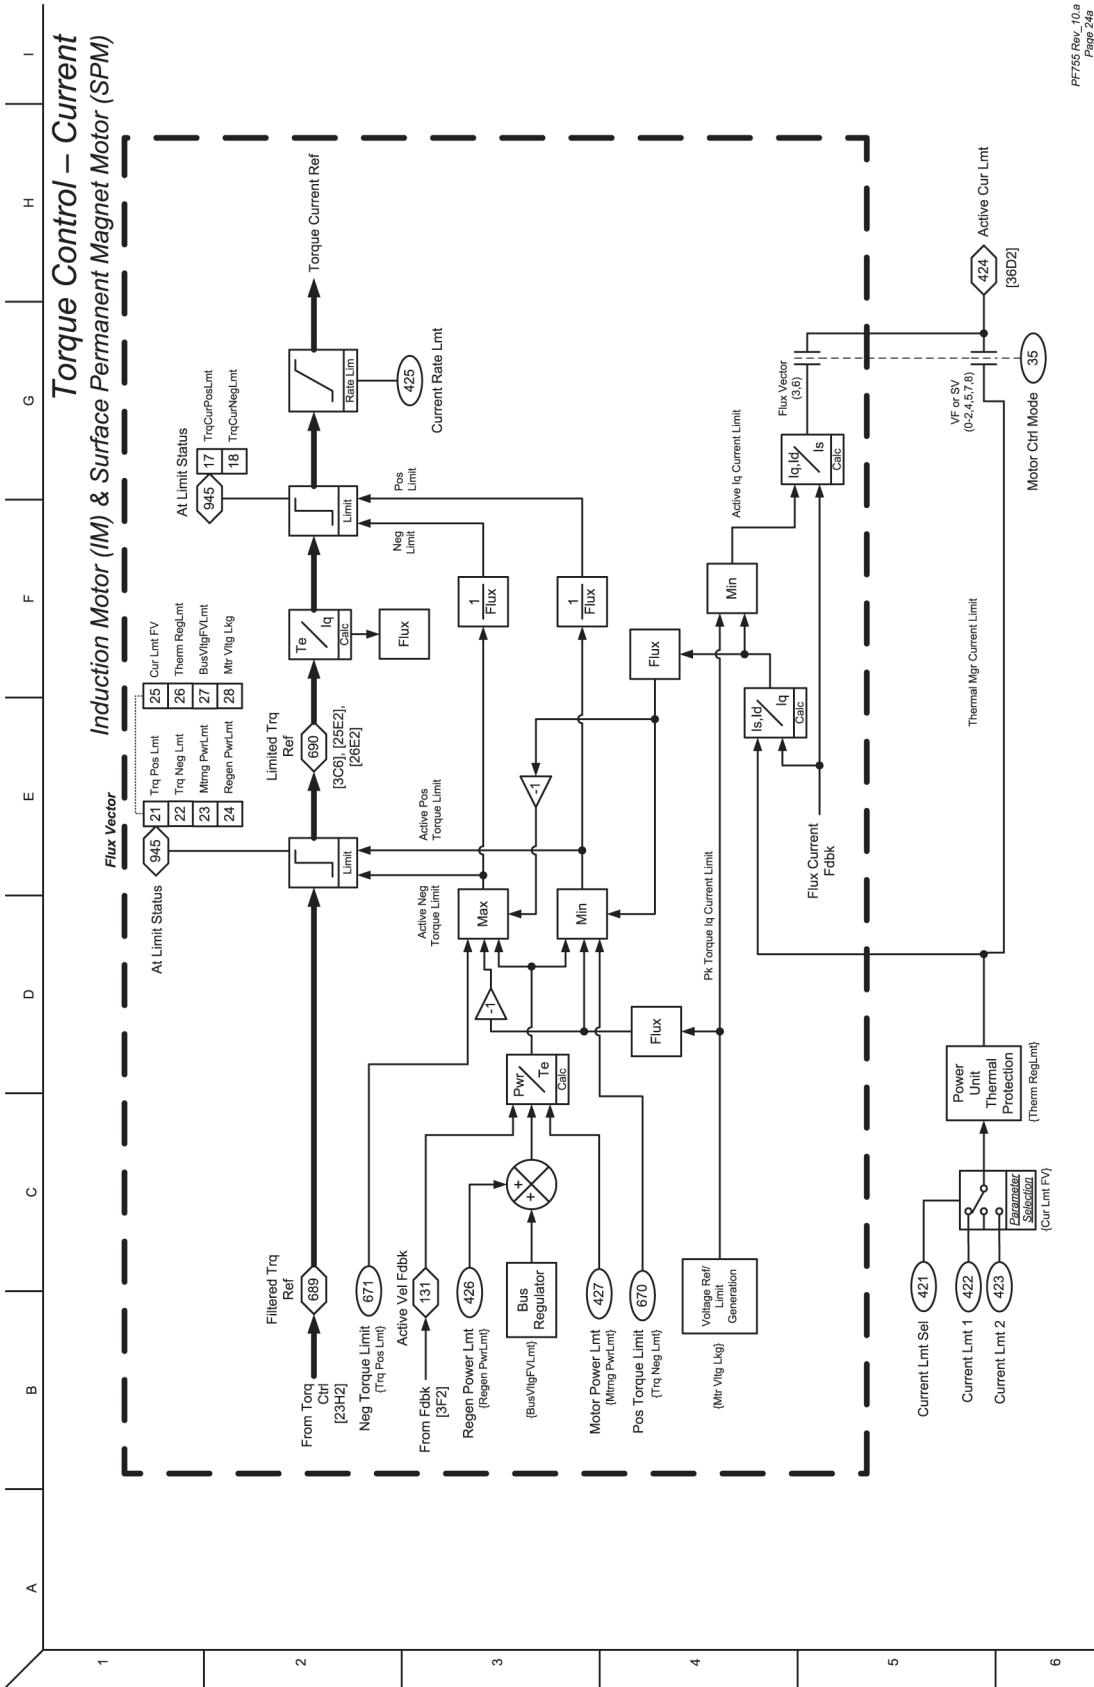 Torque Control – Current
Induction Motor (IM) & Surface Permanent Magnet Motor (SPM)
A
B
C
D
E
F
G
H
I
1
2
3
4
5
6
Flux Vector
At Limit Status
945
21
Trq Pos Lmt
22
Trq Neg Lmt
23
Mtrng PwrLmt
24
Regen PwrLmt
25
Cur Lmt FV
26
Therm RegLmt
27
BusVltgFVLmt
28
Mtr Vltg Lkg
At Limit Status
945
17
TrqCurPosLmt
18
TrqCurNegLmt
From Torq
Ctrl
[23H2]
Filtered Trq
Ref
689
Limit
Limited Trq
Ref
690
[3C6], [25E2],
[26E2]
Te
Iq
Calc
Flux
Limit
Rate Lim
Torque Current Ref
425
Current Rate Lmt
Neg Torque Limit
{Trq Pos Lmt}
671
Active Vel Fdbk
From Fdbk
[3F2]
131
Regen Power Lmt
{Regen PwrLmt}
426
Bus
Regulator
{BusVltgFVLmt}
+
+
Pwr
Te
Calc
Motor Power Lmt
{Mtrng PwrLmt}
427
Pos Torque Limit
{Trq Neg Lmt}
670
-1
Max
Min
Active Neg
Torque Limit
Active Pos
Torque Limit
-1
1
Flux
1
Flux
Neg
Limit
Pos
Limit
Voltage Ref/
Limit
Generation
{Mtr Vltg Lkg}
Flux
Pk Torque Iq Current Limit
Flux
Min
Active Iq Current Limit
Is,Id
Iq
Calc
Flux Current
Fdbk
Iq,Id
Is
Calc
Flux Vector
(3,6)
VF or SV
(0-2,4,5,7,8)
35
Motor Ctrl Mode
424
Active Cur Lmt
[36D2]
Thermal Mgr Current Limit
Current Lmt Sel
421
Current Lmt 1
422
Current Lmt 2
423
Parameter
Selection
{Cur Lmt FV}
Power
Unit
Thermal
Protection
{Therm RegLmt}
PF755 Rev_10.a
Page 24a